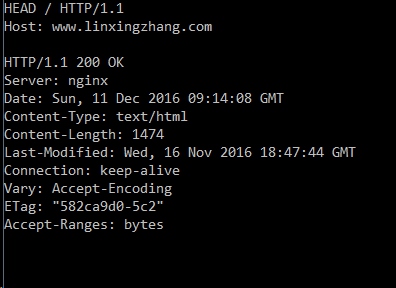 HEAD / HTTP/1.1
Host: www.linxingzhang.com

HTTP/1.1 200 OK
Server: nginx
Date: Sun, 11 Dec 2016 09:14:08 GMT
Content-Type: text/html
Content-Length: 1474
Last-Modified: Wed, 16 Nov 2016 18:47:44 GMT
Connection: keep-alive
Vary: Accept-Encoding
ETag: "582ca9d0-5c2"
Accept-Ranges: bytes